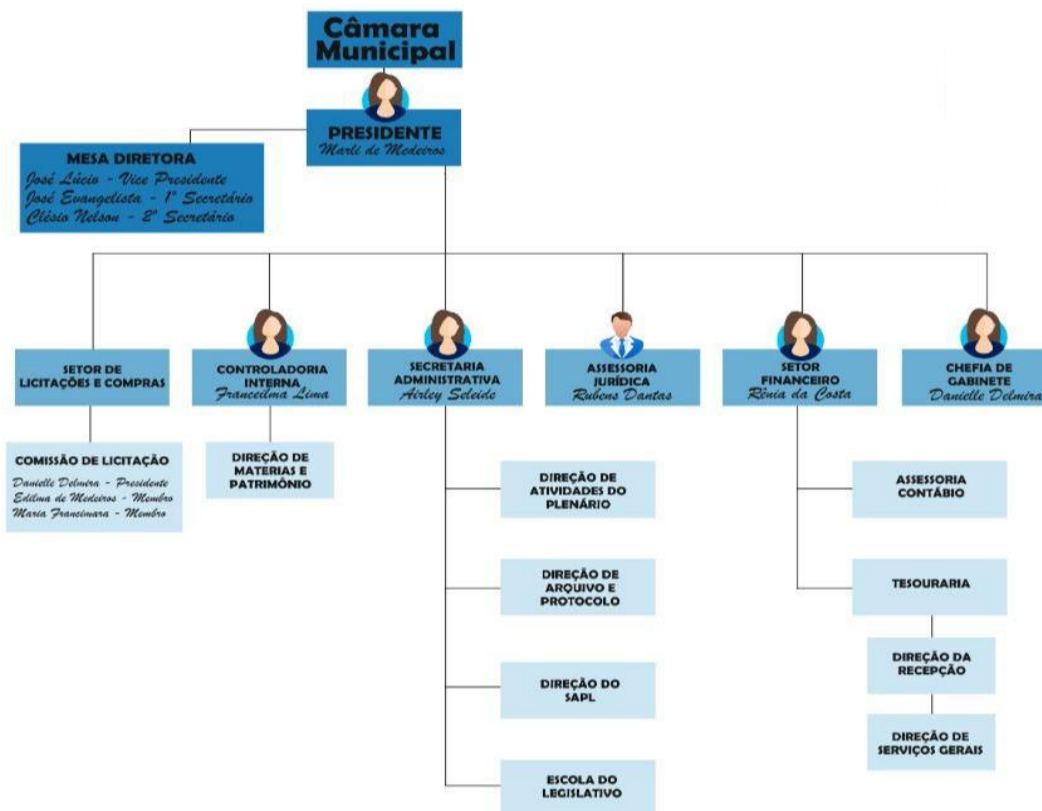 Câmara
Municipal
PRESIDENTE
Marli de Medeiros
MESA DIRETORA
José Lúcio - Vice Presidente
José Evangelista - 1º Secretário
Clésio Nelson - 2º Secretário
SETOR DE
LICITAÇÕES E COMPRAS
CONTROLADORIA
INTERNA
Franceilma Lima
SECRETARIA
ADMINISTRATIVA
Airley Seleide
ASSESSORIA
JURÍDICA
Rubens Dantas
SETOR
FINANCEIRO
Rênia da Costa
CHEFIA DE
GABINETE
Danielle Delmira
COMISSÃO DE LICITAÇÃO
Danielle Delmira - Presidente
Edilma de Medeiros - Membro
Maria Francimara - Membro
DIREÇÃO DE
MATERIAS E
PATRIMÔNIO
DIREÇÃO DE
ATIVIDADES DO
PLENÁRIO
DIREÇÃO DE
ARQUIVO E
PROTOCOLO
DIREÇÃO DO
SAPL
ESCOLA DO
LEGISLATIVO
ASSESSORIA
CONTÁBIO
TESOURARIA
DIREÇÃO DA
RECEPÇÃO
DIREÇÃO DE
SERVIÇOS GERAIS